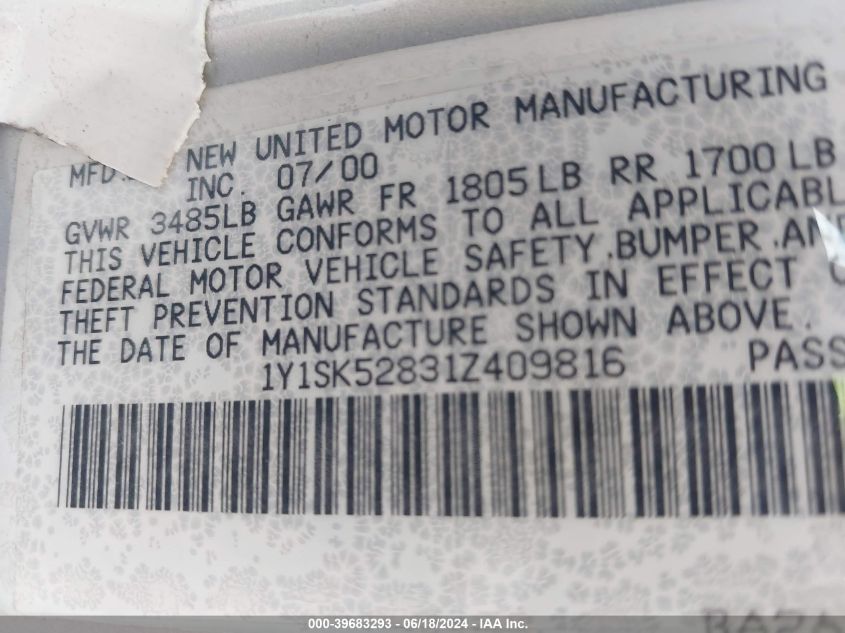 MFD. NEW UNITED MOTOR MANUFACTURING
INC. 07/00
GVWR 3485LB GAWR FR 1805LB RR 1700LB
THIS VEHICLE CONFORMS TO ALL APPLICABL
FEDERAL MOTOR VEHICLE SAFETY.BUMPER.AND
THEFT PREVENTION STANDARDS IN EFFECT
THE DATE OF MANUFACTURE SHOWN ABOVE.
1Y1SK52831Z409816 PASS
000-39683293 - 06/18/2024 - IAA Inc.